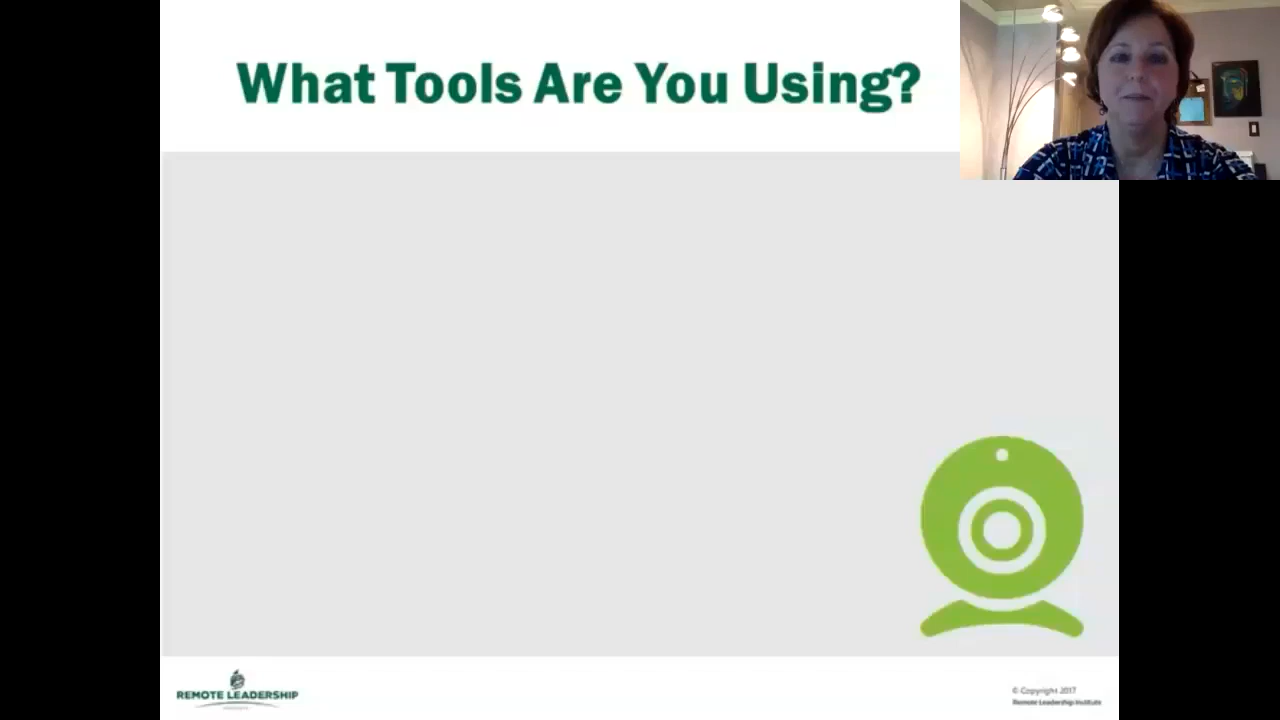 What Tools Are You Using?
REMOTE LEADERSHIP
© Copyright 2017
Remote Leadership Institute